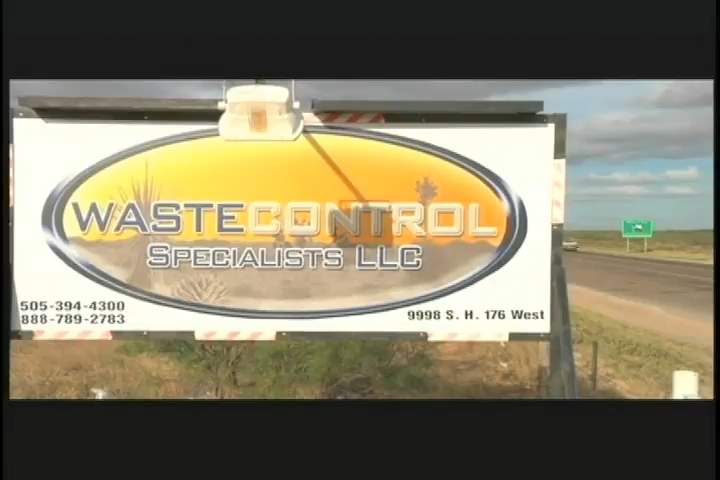 WASTECONTROL
SPECIALISTS LLC
505-394-4300
888-789-2783
9998 S. H. 176 West